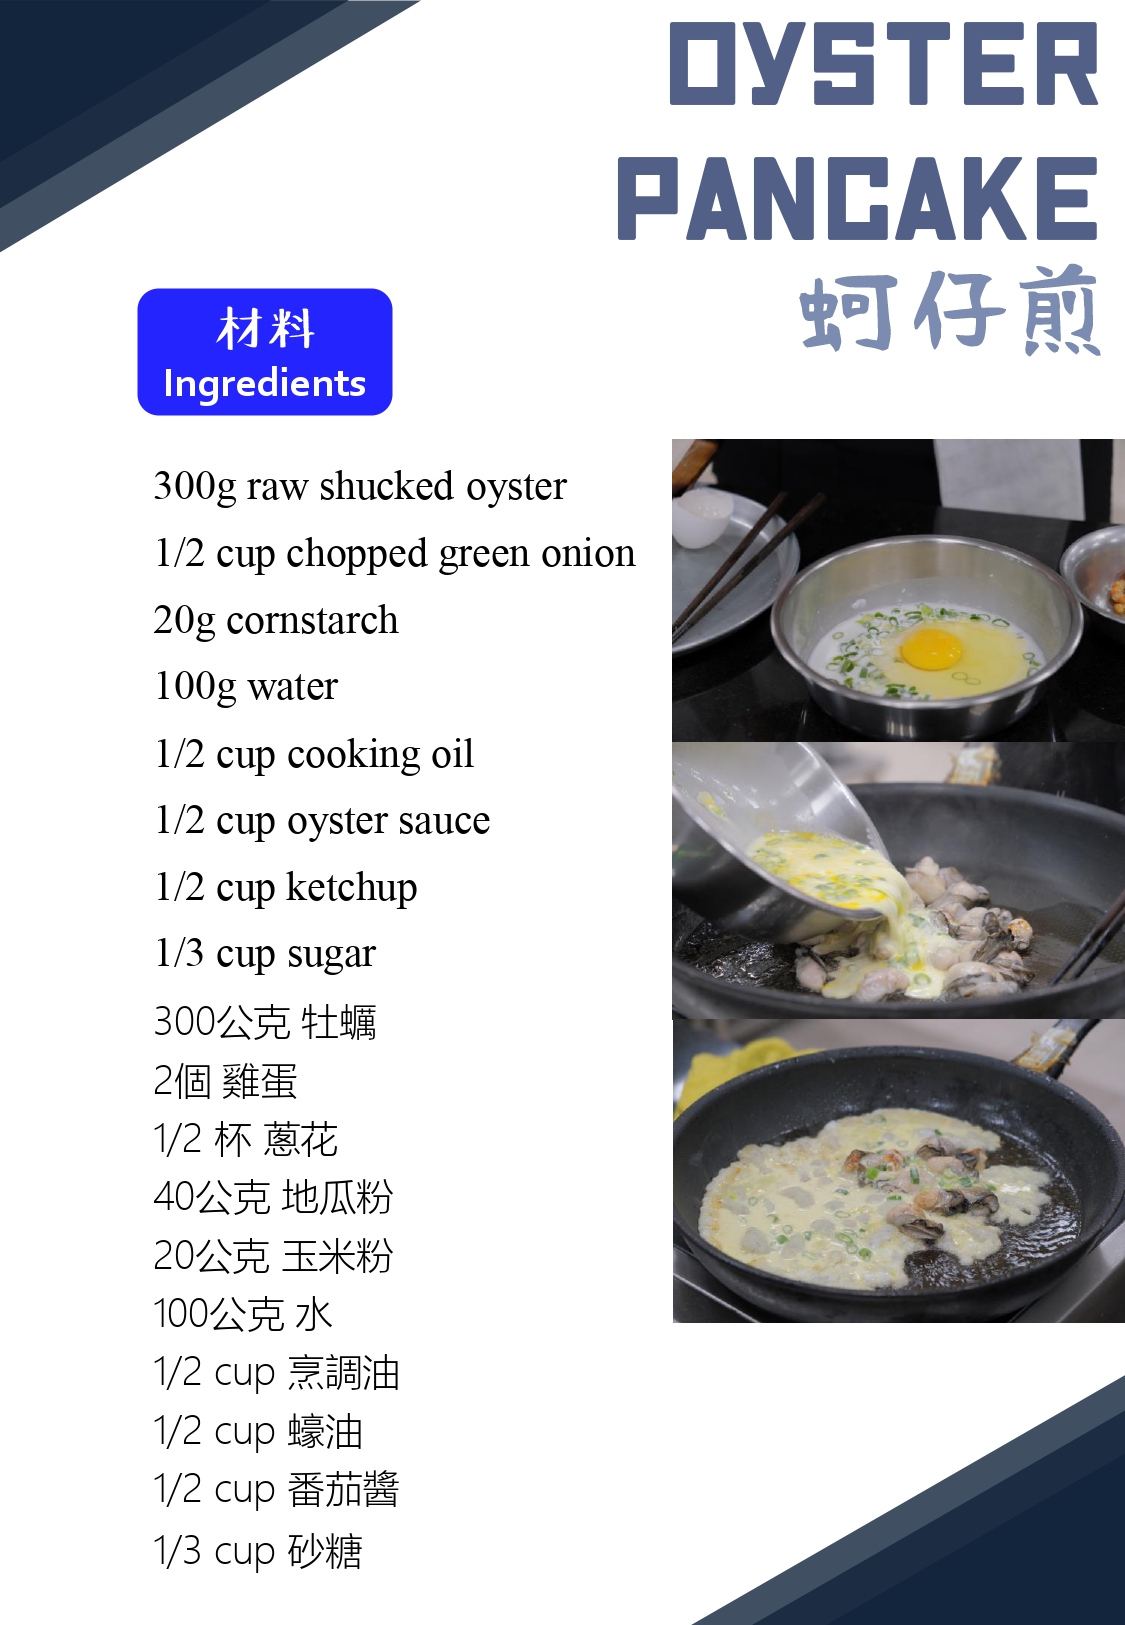 OYSTER
PANCAKE
蚵仔煎
材料
Ingredients
300g raw shucked oyster
1/2 cup chopped green onion
20g cornstarch
100g water
1/2 cup cooking oil
1/2 cup oyster sauce
1/2 cup ketchup
1/3 cup sugar
300公克 牡蠣
2個 雞蛋
1/2 杯 蔥花
40公克 地瓜粉
20公克 玉米粉
100公克 水
1/2 cup 烹調油
1/2 cup 蠔油
1/2 cup 番茄醬
1/3 cup 砂糖